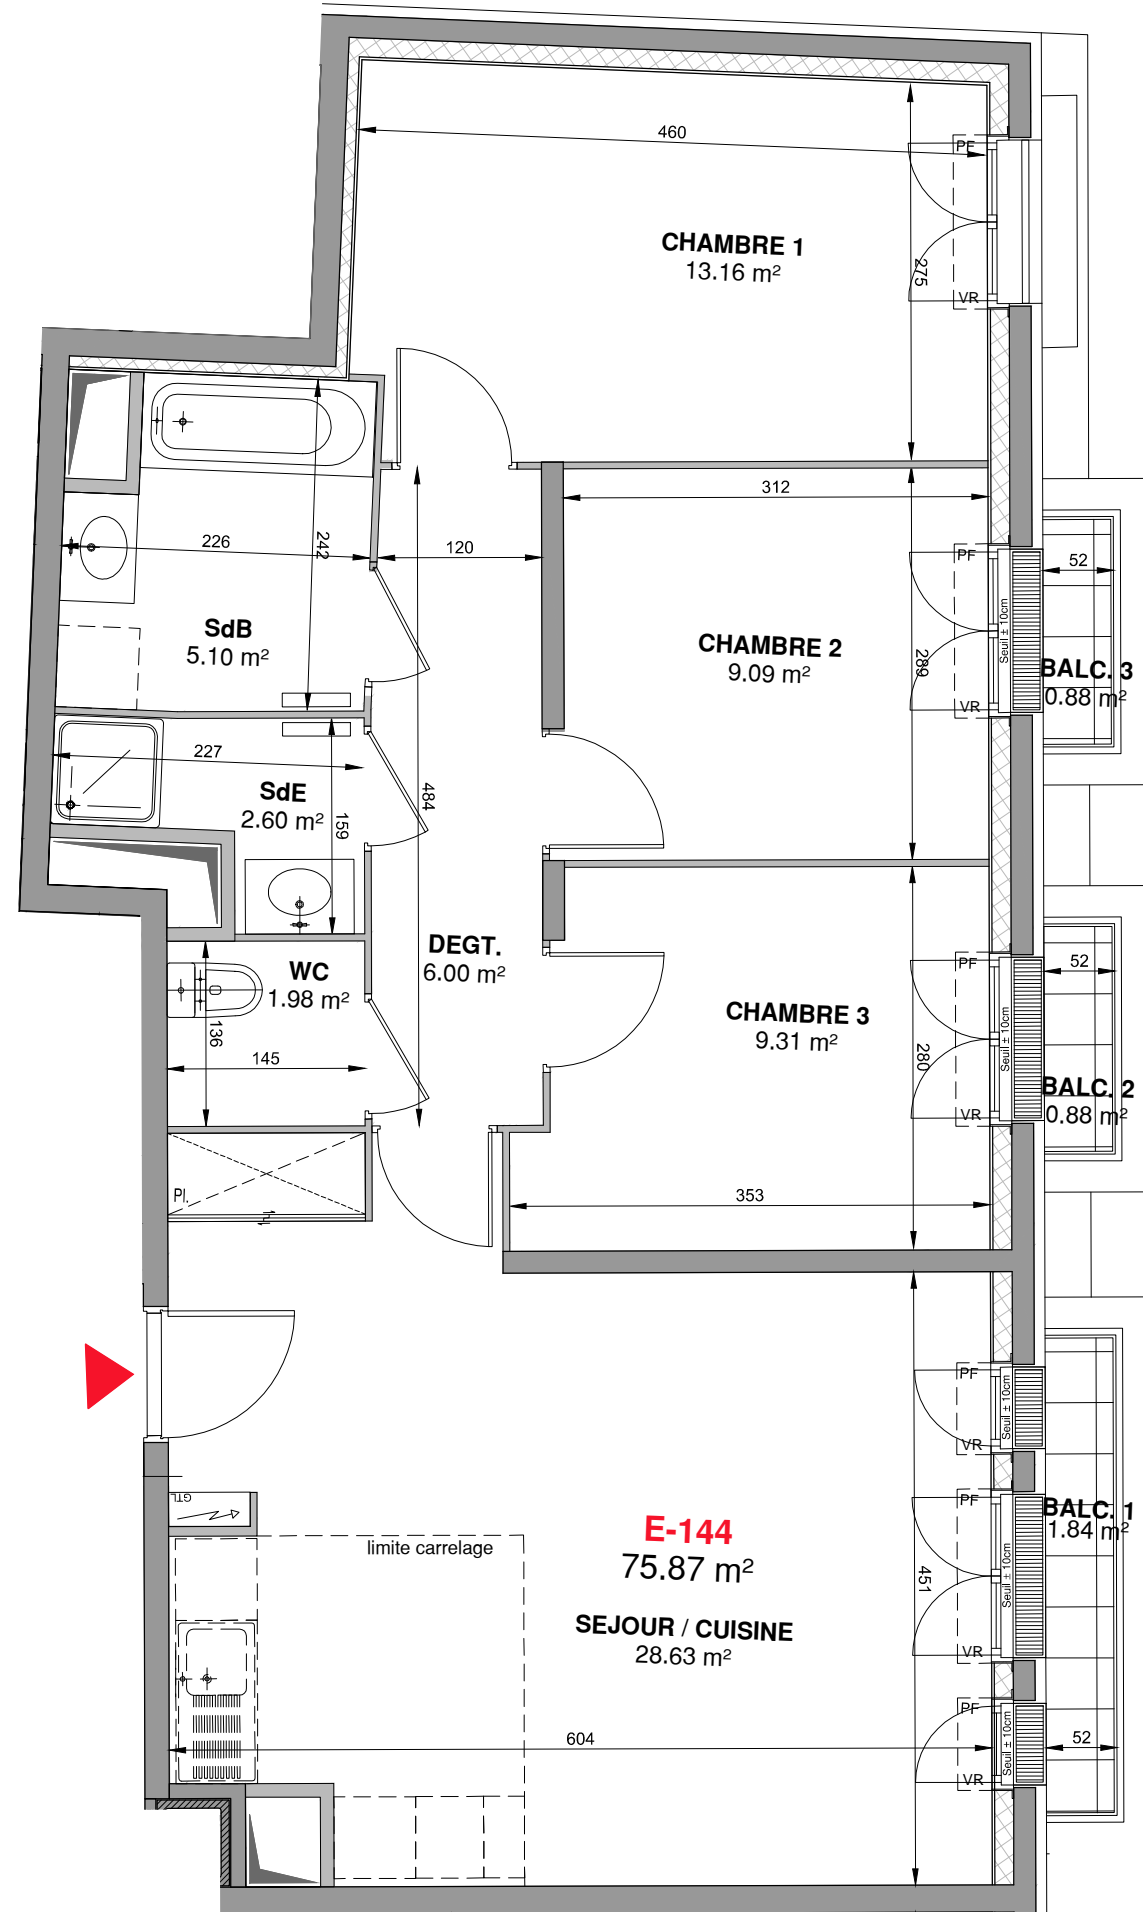 460
PF
CHAMBRE 1
13.16 m²
275
VR
312
226
242
120
PF
52
Seuil ± 10cm
SdB
5.10 m²
CHAMBRE 2
9.09 m²
289
BALC. 3
0.88 m²
VR
227
SdE
2.60 m²
159
484
DEGT.
6.00 m²
WC
1.98 m²
136
145
PF
52
CHAMBRE 3
9.31 m²
280
Seuil ± 10cm
BALC. 2
0.88 m²
VR
Pl.
353
PF
Seuil ± 10cm
VR
GTL
limite carrelage
E-144
75.87 m²
PF
BALC. 1
1.84 m²
451
Seuil ± 10cm
SEJOUR / CUISINE
28.63 m²
VR
PF
604
Seuil ± 10cm
52
VR